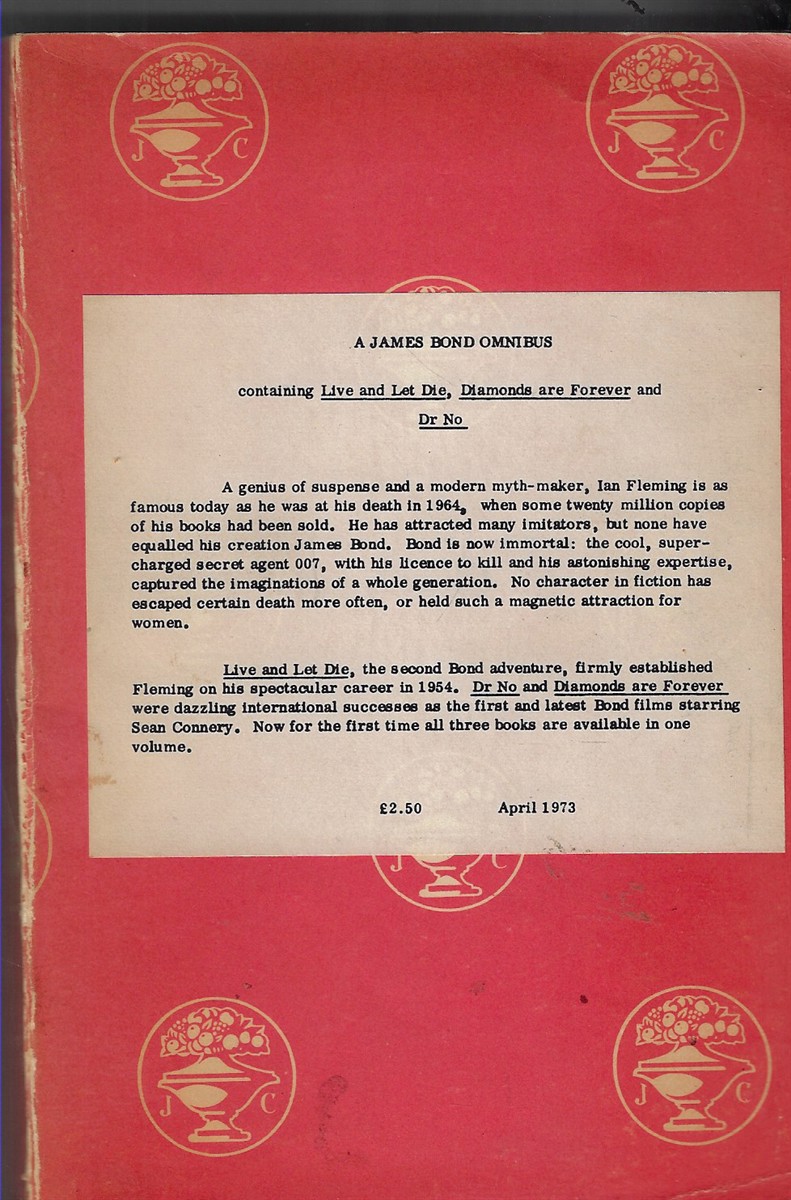 J C
J C
A JAMES BOND OMNIBUS
containing Live and Let Die, Diamonds are Forever and
Dr No
A genius of suspense and a modern myth-maker, Ian Fleming is as
famous today as he was at his death in 1964, when some twenty million copies
of his books had been sold. He has attracted many imitators, but none have
equalled his creation James Bond. Bond is now immortal: the cool, super-
charged secret agent 007, with his licence to kill and his astonishing expertise,
captured the imaginations of a whole generation. No character in fiction has
escaped certain death more often, or held such a magnetic attraction for
women.
Live and Let Die, the second Bond adventure, firmly established
Fleming on his spectacular career in 1954. Dr No and Diamonds are Forever
were dazzling international successes as the first and latest Bond films starring
Sean Connery. Now for the first time all three books are available in one
volume.
£2.50 April 1973
J C
J C
J C